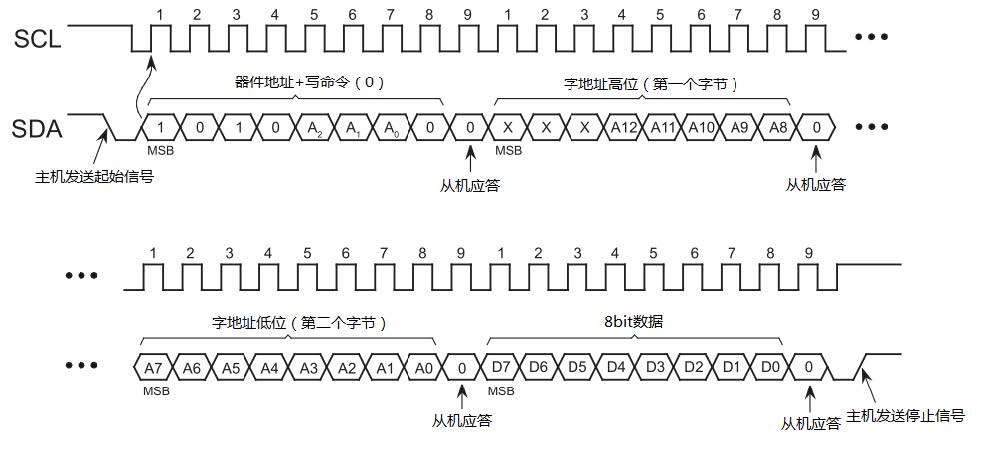 SCL 1 2 3 4 5 6 7 8 9 1 2 3 4 5 6 7 8 9 •••
器件地址+写命令（0） 字地址高位（第一个字节）
SDA 1 0 1 0 A2 A1 A0 0 0 X X X A12 A11 A10 A9 A8 0 •••
MSB MSB
主机发送起始信号 从机应答 从机应答
••• 1 2 3 4 5 6 7 8 9 1 2 3 4 5 6 7 8 9
字地址低位（第二个字节） 8bit数据
••• A7 A6 A5 A4 A3 A2 A1 A0 0 D7 D6 D5 D4 D3 D2 D1 D0 0
MSB MSB
从机应答 从机应答 主机发送停止信号